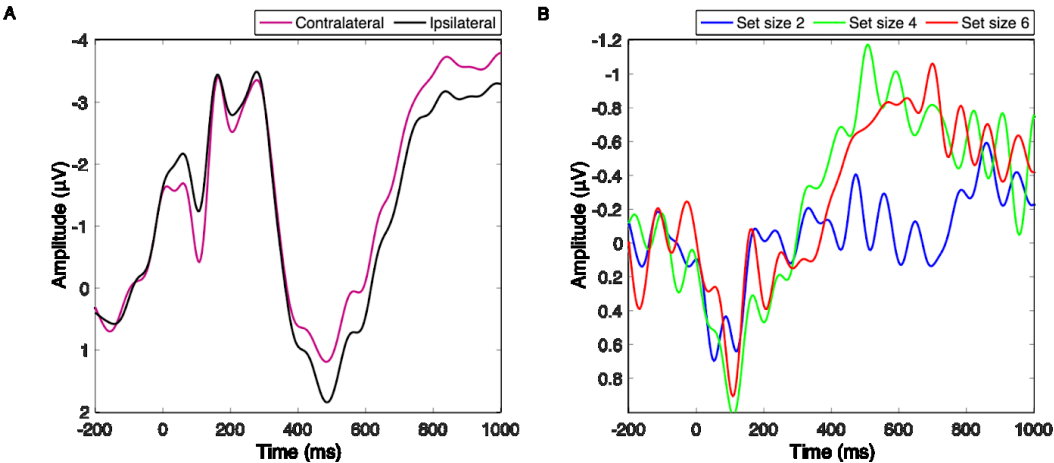 A
Contralateral Ipsilateral
-4
-3
-2
-1
0
1
2
Amplitude (µV)
-200 0 200 400 600 800 1000
Time (ms)
B
Set size 2 Set size 4 Set size 6
-1.2
-1
-0.8
-0.6
-0.4
-0.2
0
0.2
0.4
0.6
0.8
Amplitude (µV)
-200 0 200 400 600 800 1000
Time (ms)